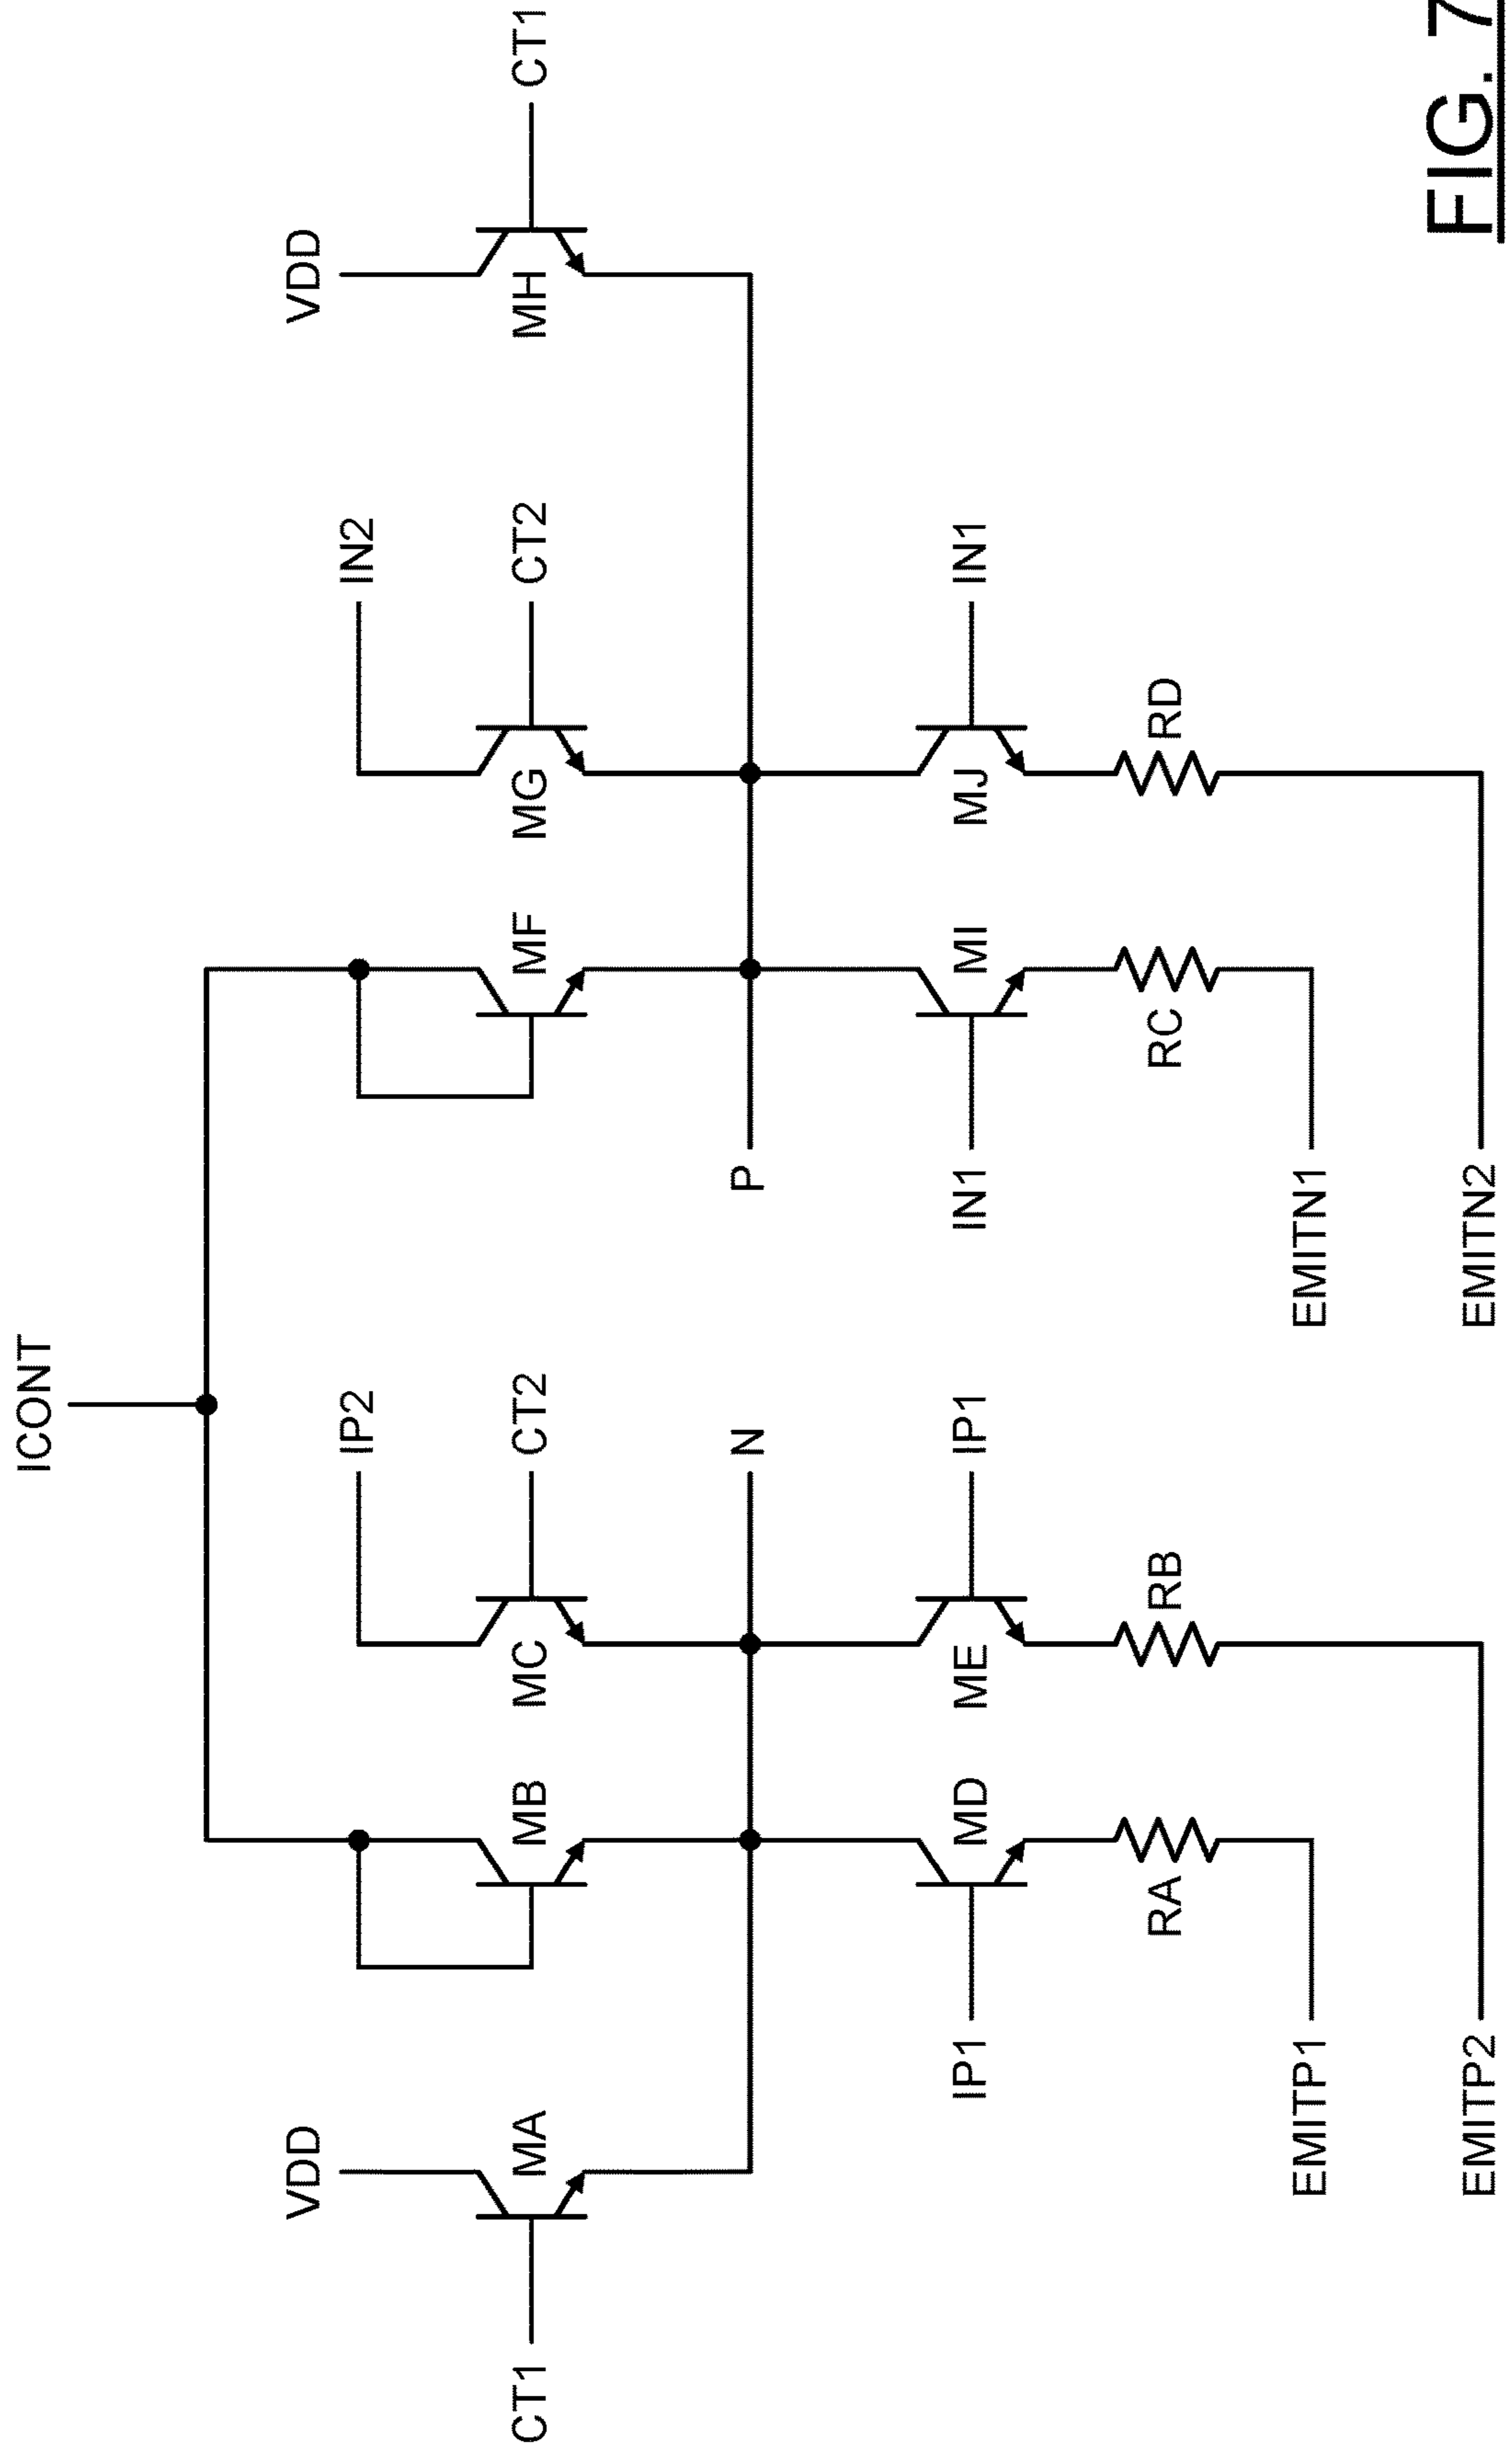 ICONT
VDD
VDD
IP2
IN2
CT1
MA
MB
MC
CT2
MF
MG
CT2
MH
CT1
N
P
IP1
MD
ME
IP1
IN1
MI
MJ
IN1
RA
RB
RC
RD
EMITP1
EMITN1
EMITP2
EMITN2
FIG. 7